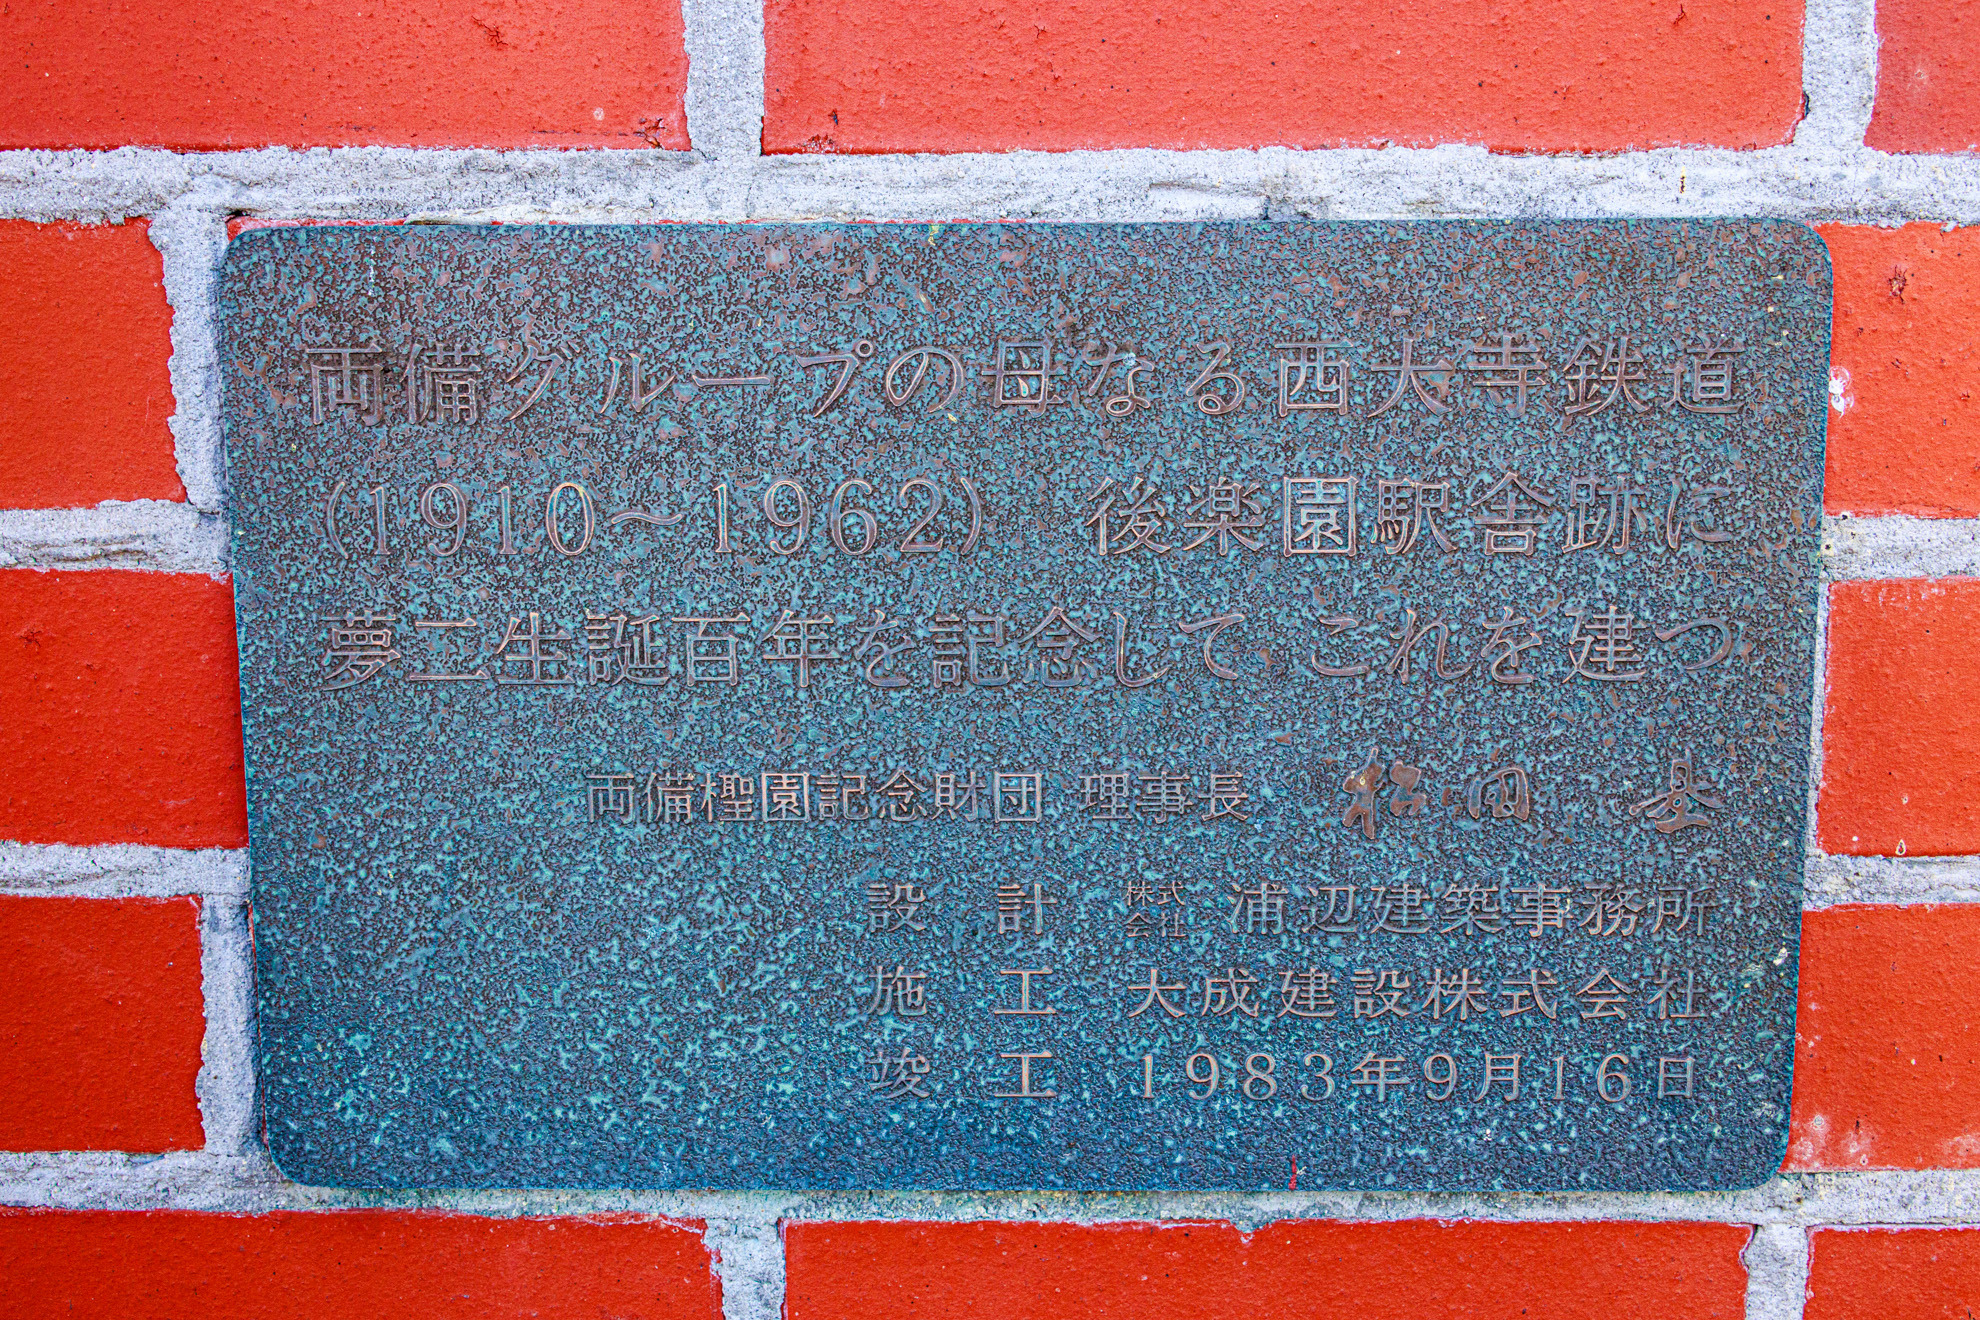 両備グループの母なる西大寺鉄道
(1910～1962) 後楽園駅舎跡に
夢二生誕百年を記念して これを建つ
両備檉園記念財団 理事長 松田 基
設 計 株式会社 浦辺建築事務所
施 工 大成建設株式会社
竣 工 1983年9月16日